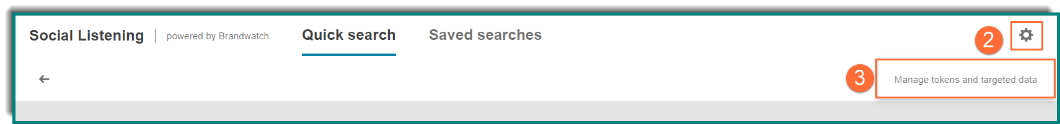 Social Listening | powered by Brandwatch Quick search Saved searches 2
3 Manage tokens and targeted data